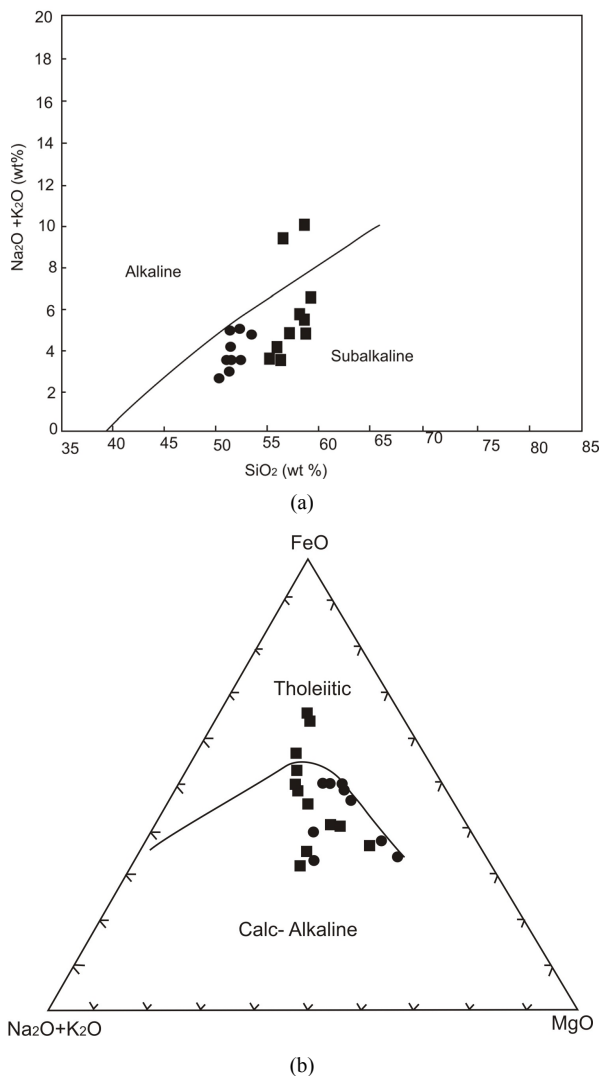 20
18
16
14
12
10
8
6
4
2
0
Na2O +K2O (wt%)
Alkaline
Subalkaline
35 40 45 50 55 60 65 70 75 80 85
SiO2 (wt %)
(a)
FeO
Tholeiitic
Calc- Alkaline
Na2O+K2O
MgO
(b)